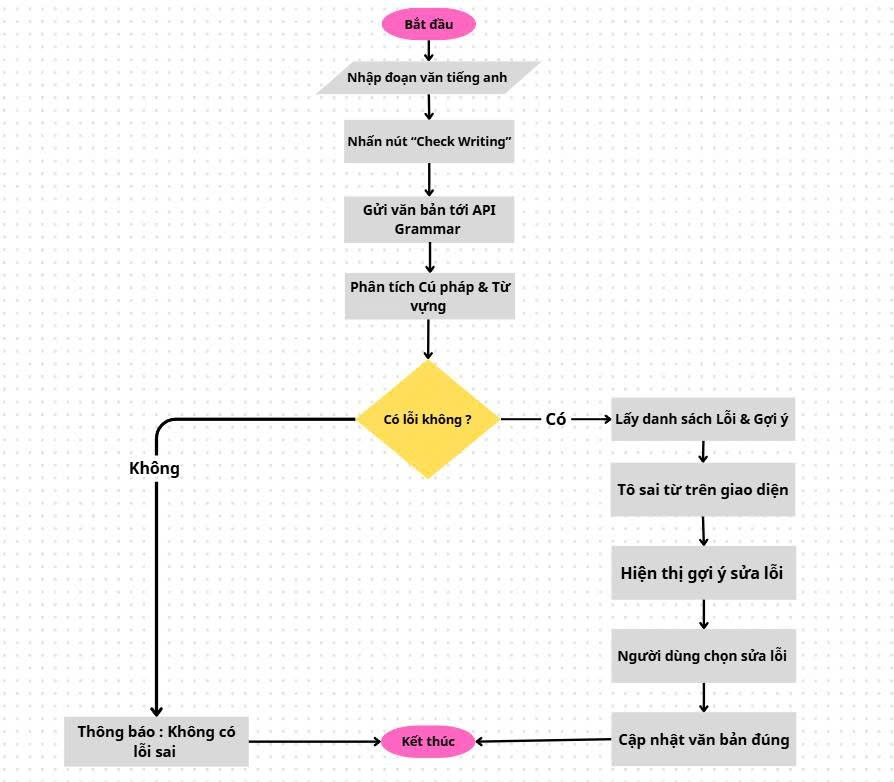 Bắt đầu
Nhập đoạn văn tiếng anh
Nhấn nút “Check Writing”
Gửi văn bản tới API
Grammar
Phân tích Cú pháp & Từ
vựng
Có lỗi không ?
Có
Lấy danh sách Lỗi & Gợi ý
Không
Tô sai từ trên giao diện
Hiện thị gợi ý sửa lỗi
Người dùng chọn sửa lỗi
Thông báo : Không có
lỗi sai
Kết thúc
Cập nhật văn bản đúng